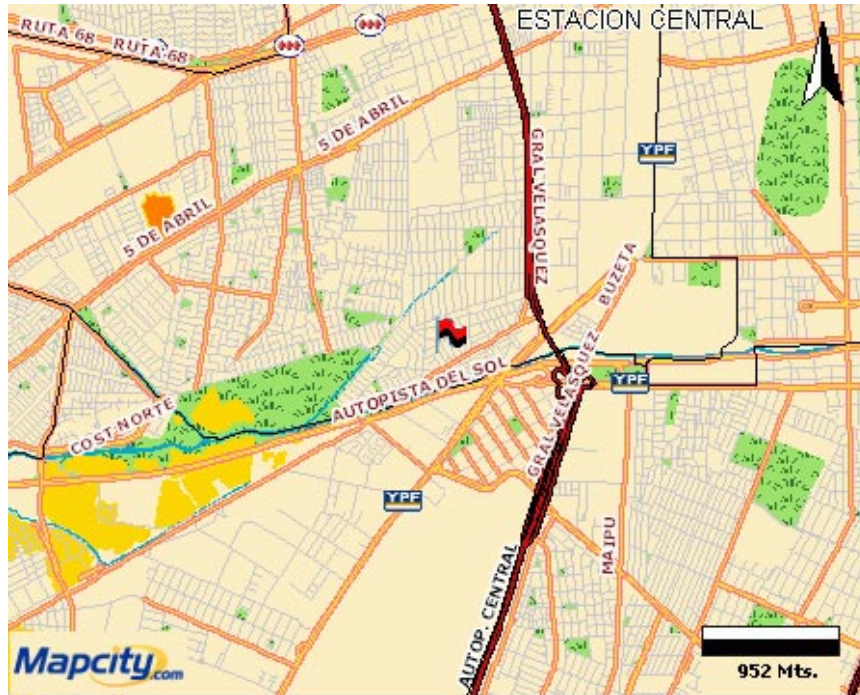 ESTACION CENTRAL
RUTA 68 - RUTA 68
5 DE ABRIL
GRAL VELASQUEZ
YPF
5 DE ABRIL
BUZETA
AUTOPISTA DEL SOL
GRAL VELASQUEZ
YPF
COST NORTE
YPF
MAIPU
AUTOP. CENTRAL
Mapcity.com
952 Mts.